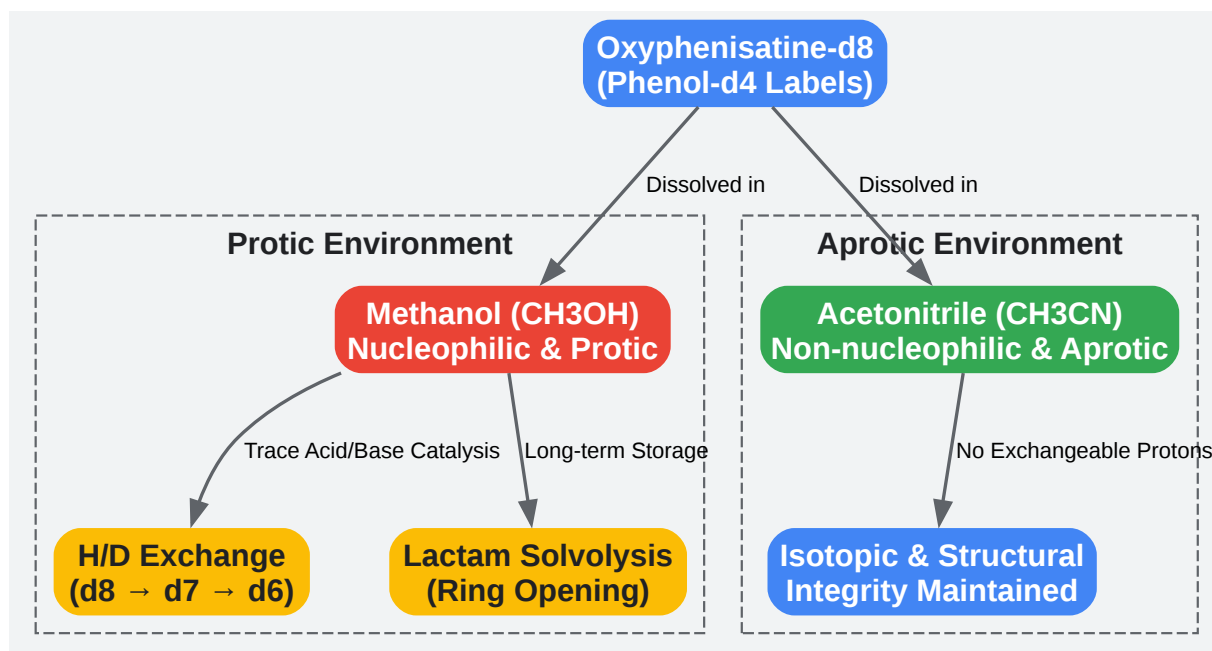 Oxyphenisatine-d8
(Phenol-d4 Labels)
Dissolved in
Dissolved in
Protic Environment
Aprotic Environment
Methanol (CH3OH)
Nucleophilic & Protic
Acetonitrile (CH3CN)
Non-nucleophilic & Aprotic
Trace Acid/Base Catalysis
Long-term Storage
No Exchangeable Protons
H/D Exchange
(d8 → d7 → d6)
Lactam Solvolysis
(Ring Opening)
Isotopic & Structural
Integrity Maintained